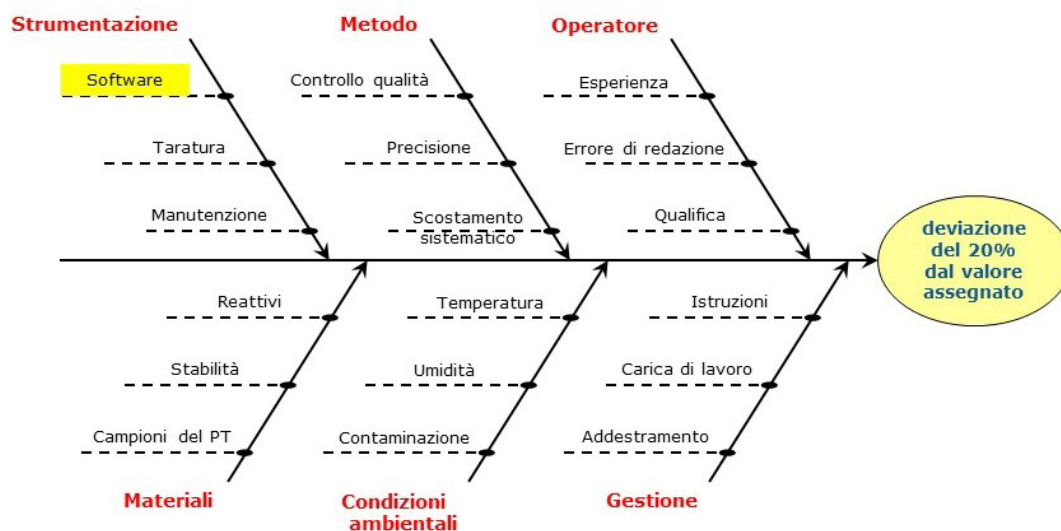 Strumentazione
Metodo
Operatore
Software
Controllo qualità
Esperienza
Taratura
Precisione
Errore di redazione
Manutenzione
Scostamento
sistematico
Qualifica
deviazione
del 20%
dal valore
assegnato
Reattivi
Temperatura
Istruzioni
Stabilità
Umidità
Carica di lavoro
Campioni del PT
Contaminazione
Addestramento
Materiali
Condizioni
ambientali
Gestione